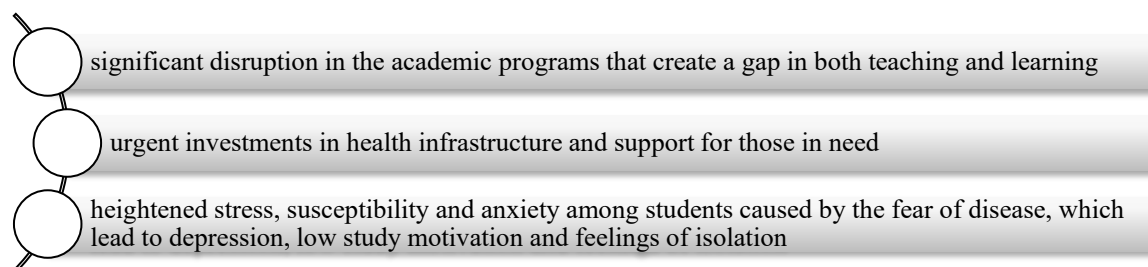 significant disruption in the academic programs that create a gap in both teaching and learning
urgent investments in health infrastructure and support for those in need
heightened stress, susceptibility and anxiety among students caused by the fear of disease, which
lead to depression, low study motivation and feelings of isolation